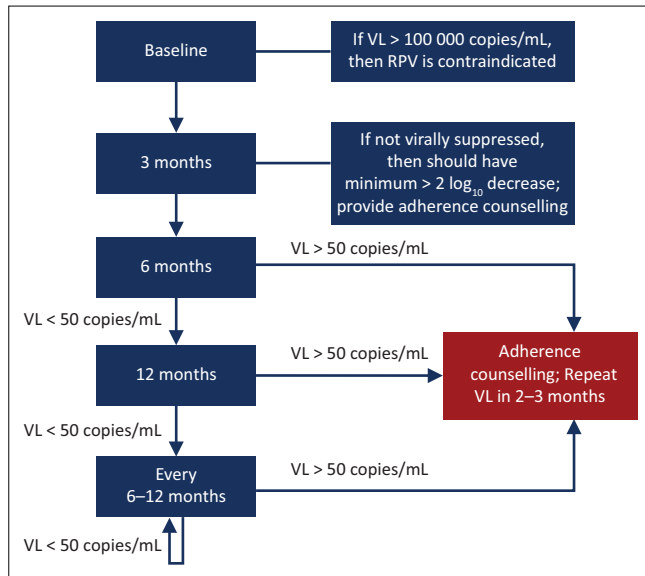 Baseline
If VL > 100 000 copies/mL,
then RPV is contraindicated
3 months
If not virally suppressed,
then should have
minimum > 2 log₁₀ decrease;
provide adherence counselling
6 months
VL > 50 copies/mL
VL < 50 copies/mL
12 months
VL > 50 copies/mL
Adherence
counselling; Repeat
VL in 2–3 months
VL < 50 copies/mL
Every
6–12 months
VL > 50 copies/mL
VL < 50 copies/mL